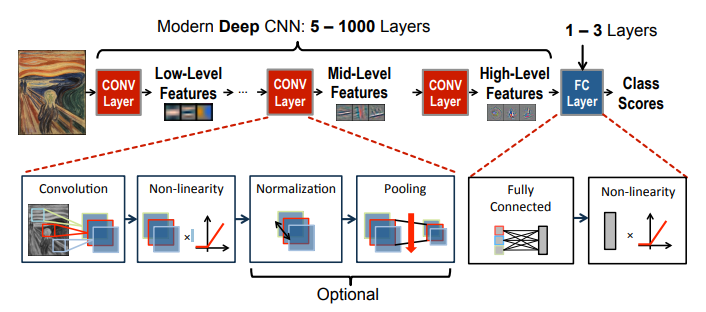 Modern Deep CNN: 5 – 1000 Layers
1 – 3 Layers
CONV
Layer
Low-Level
Features
...
CONV
Layer
Mid-Level
Features
CONV
Layer
High-Level
Features
FC
Layer
Class
Scores
Convolution
Non-linearity
×
Normalization
Pooling
Fully
Connected
Non-linearity
×
Optional